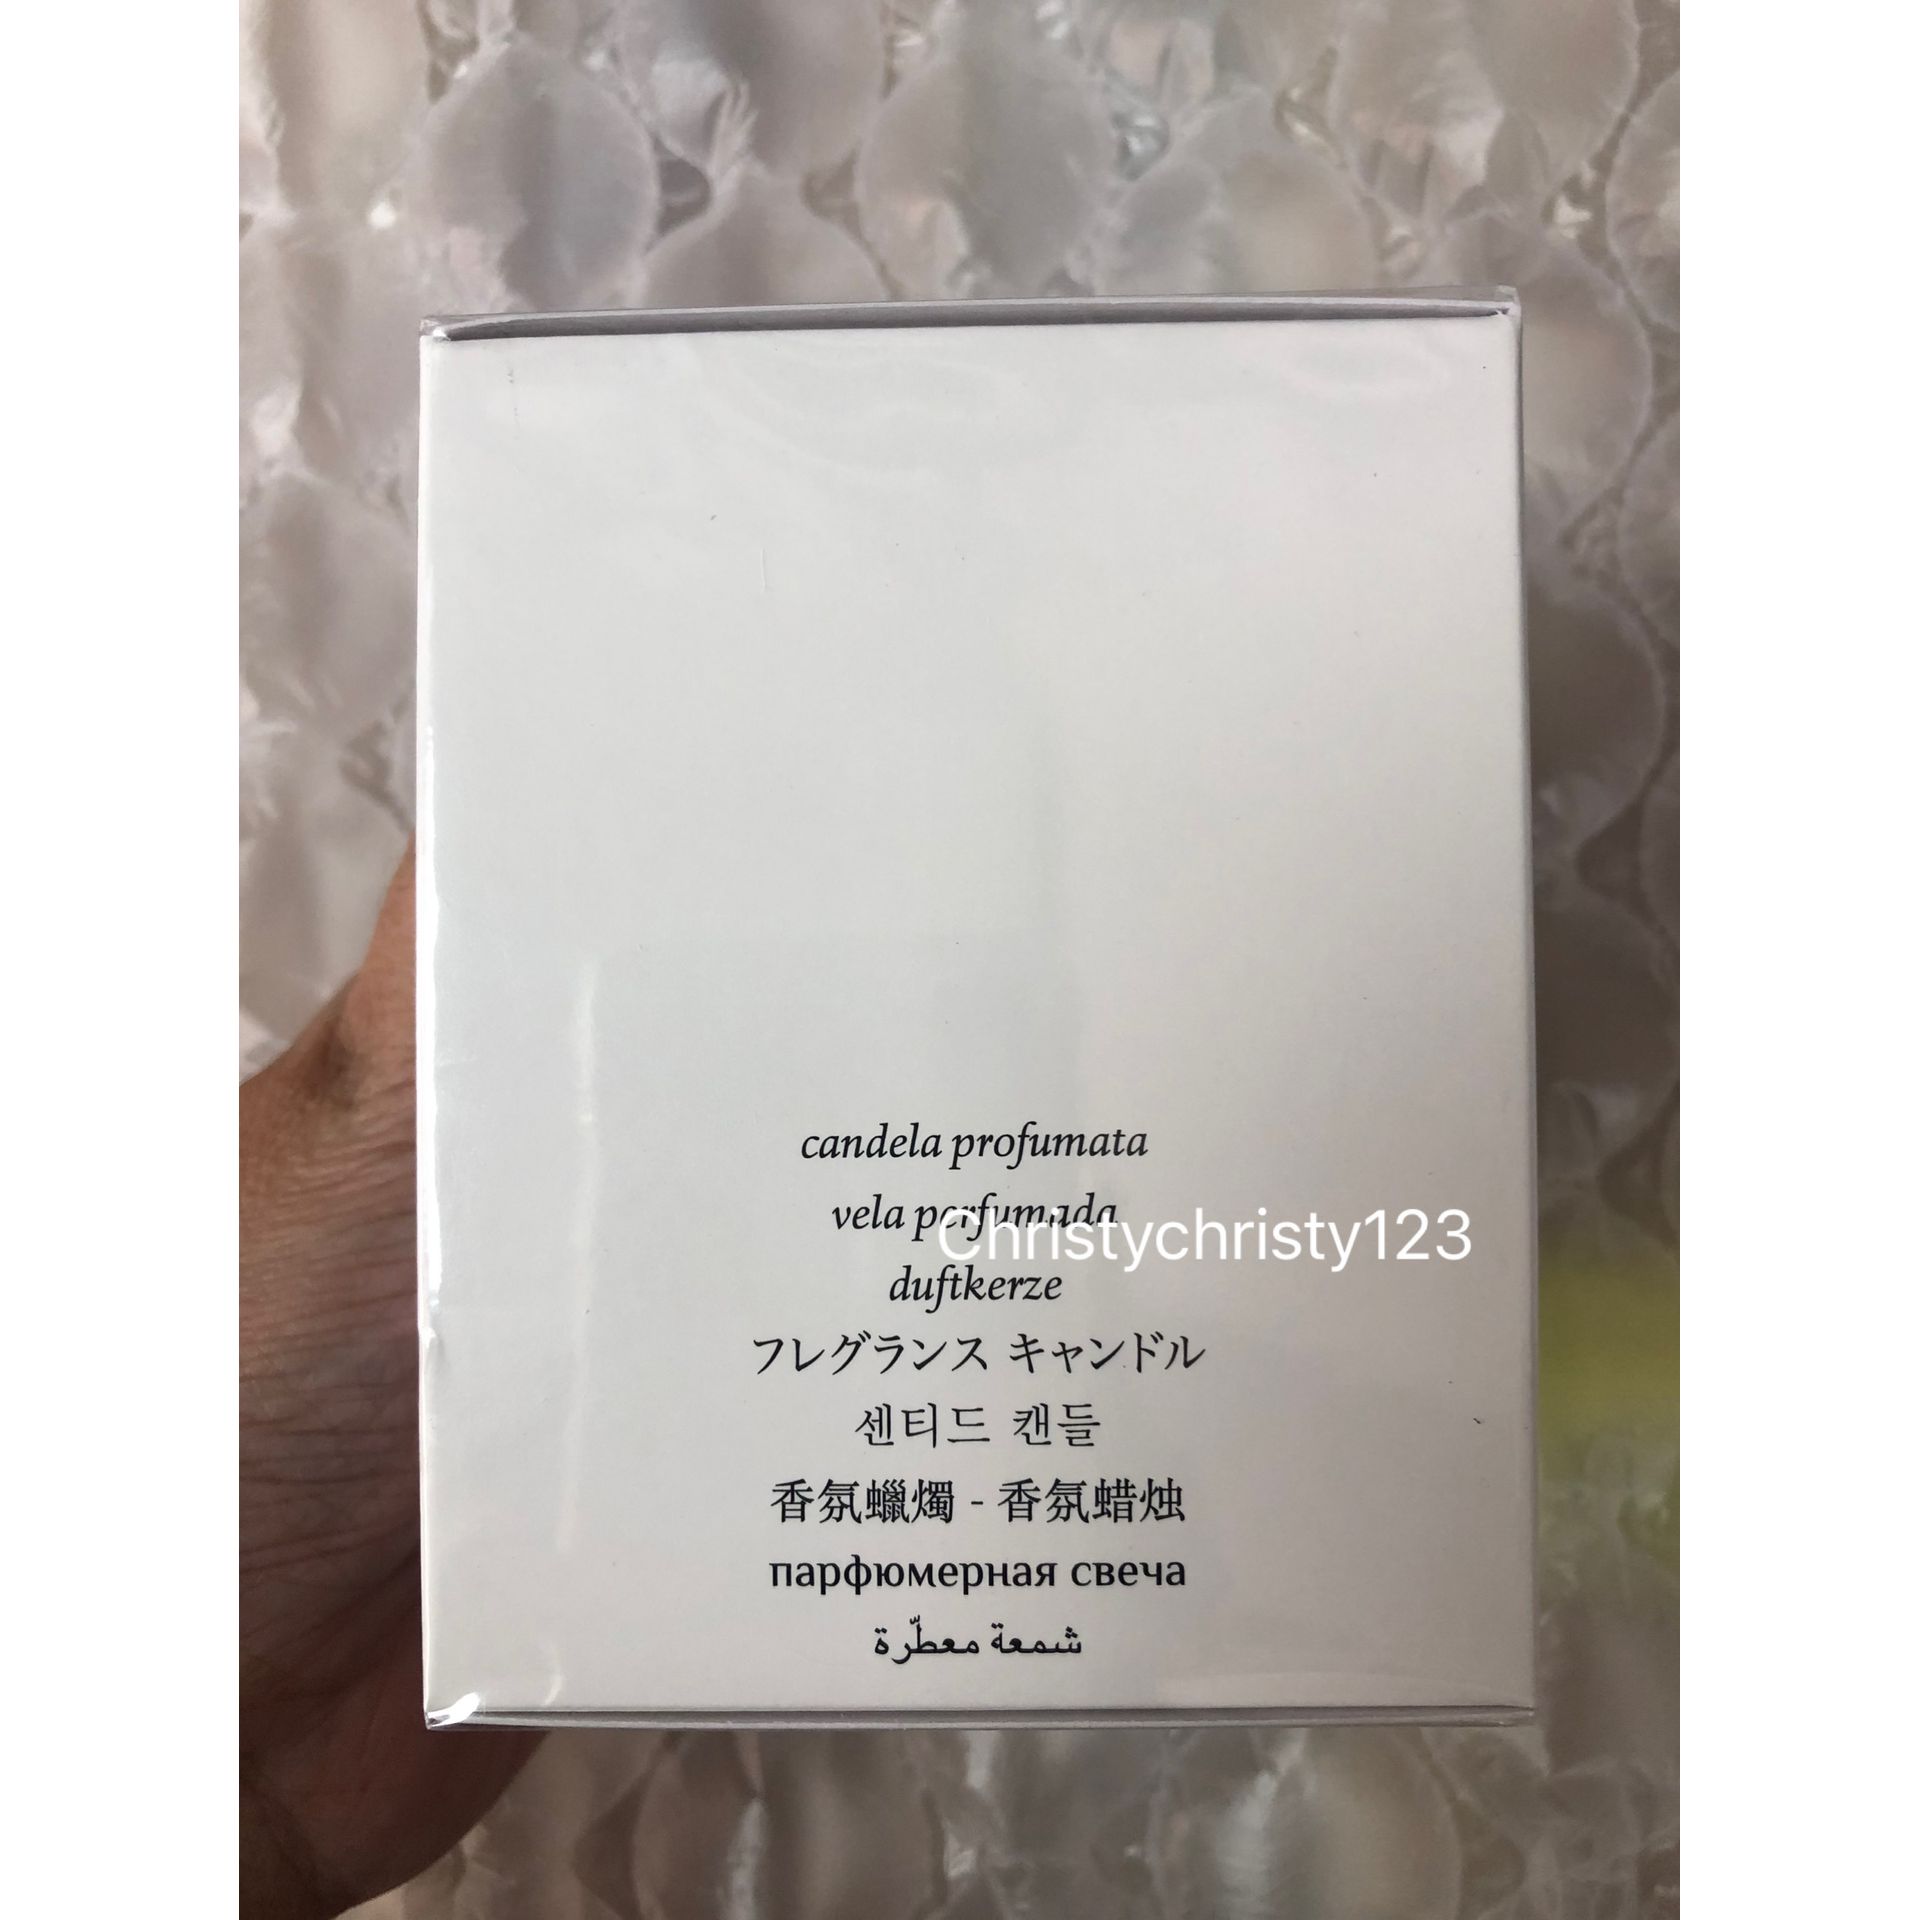 candela profumata
vela perfumada
Christychristy123
duftkerze
フレグランス キャンドル
센티드 캔들
香氛蠟燭 - 香氛蜡烛
парфюмерная свеча
شمعة معطّرة